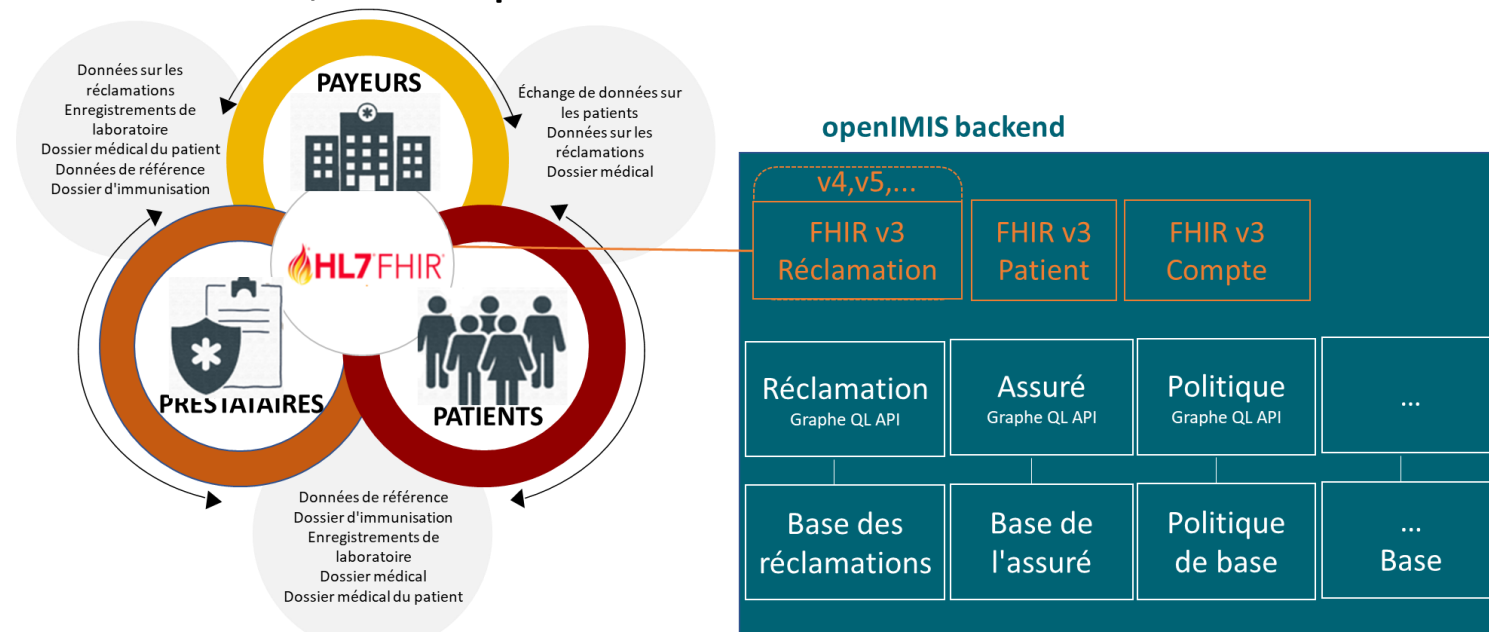 Données sur les
réclamations
Enregistrements de
laboratoire
Dossier médical du patient
Données de référence
Dossier d'immunisation
PAYEURS
Échange de données sur
les patients
Données sur les
réclamations
Dossier médical
HL7 FHIR
PRESTATAIRES
PATIENTS
Données de référence
Dossier d'immunisation
Enregistrements de
laboratoire
Dossier médical
Dossier médical du patient
openIMIS backend
v4,v5,...
FHIR v3
Réclamation
FHIR v3
Patient
FHIR v3
Compte
Réclamation
Graphe QL API
Assuré
Graphe QL API
Politique
Graphe QL API
...
Base des
réclamations
Base de
l'assuré
Politique
de base
...
Base